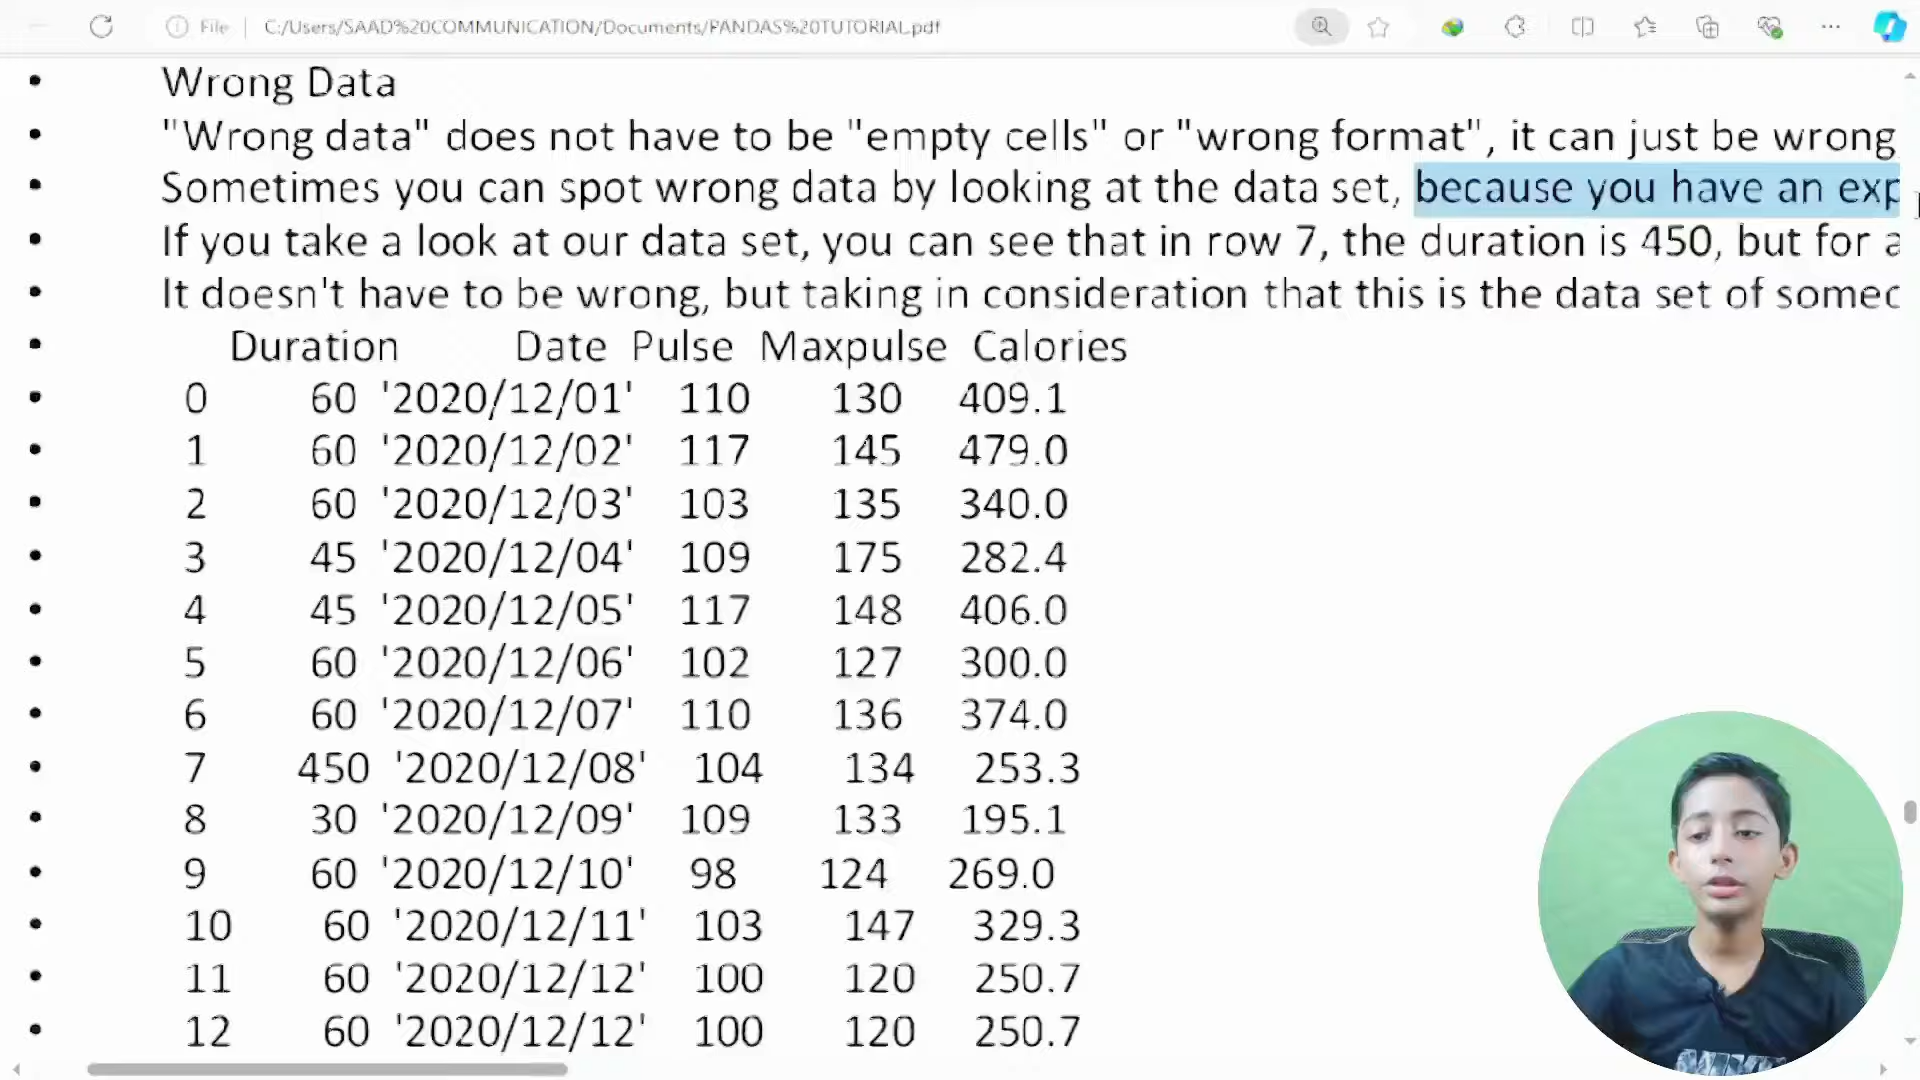 File C:/Users/SAAD%20COMMUNICATION/Documents/PANDAS%20TUTORIAL.pdf
• Wrong Data
• "Wrong data" does not have to be "empty cells" or "wrong format", it can just be wrong
• Sometimes you can spot wrong data by looking at the data set, because you have an exp
• If you take a look at our data set, you can see that in row 7, the duration is 450, but for a
• It doesn't have to be wrong, but taking in consideration that this is the data set of
• Duration Date Pulse Maxpulse Calories
• 0 60 '2020/12/01' 110 130 409.1
• 1 60 '2020/12/02' 117 145 479.0
• 2 60 '2020/12/03' 103 135 340.0
• 3 45 '2020/12/04' 109 175 282.4
• 4 45 '2020/12/05' 117 148 406.0
• 5 60 '2020/12/06' 102 127 300.0
• 6 60 '2020/12/07' 110 136 374.0
• 7 450 '2020/12/08' 104 134 253.3
• 8 30 '2020/12/09' 109 133 195.1
• 9 60 '2020/12/10' 98 124 269.0
• 10 60 '2020/12/11' 103 147 329.3
• 11 60 '2020/12/12' 100 120 250.7
• 12 60 '2020/12/12' 100 120 250.7